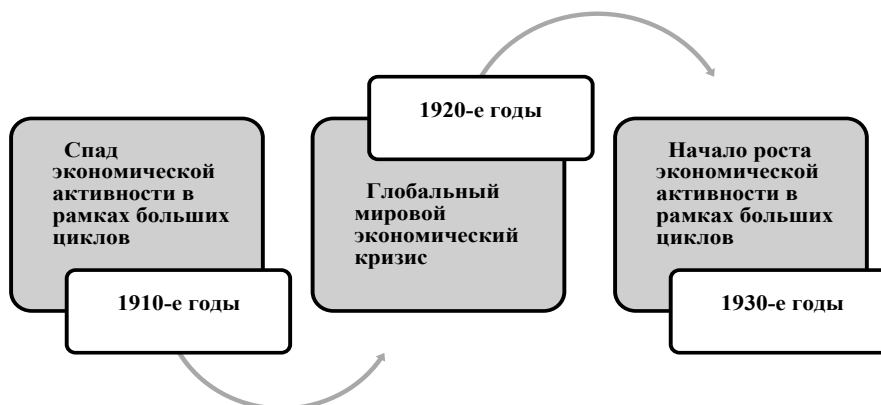 Спад
экономической
активности в
рамках больших
циклов
1910-е годы
1920-е годы
Глобальный
мировой
экономический
кризис
Начало роста
экономической
активности в
рамках больших
циклов
1930-е годы